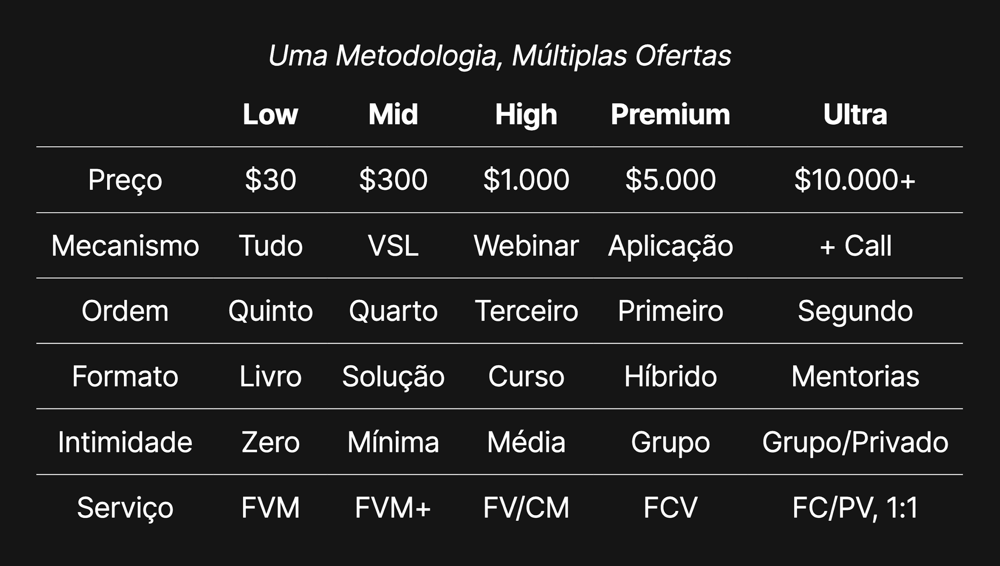 Uma Metodologia, Múltiplas Ofertas
Low Mid High Premium Ultra
Preço $30 $300 $1.000 $5.000 $10.000+
Mecanismo Tudo VSL Webinar Aplicação + Call
Ordem Quinto Quarto Terceiro Primeiro Segundo
Formato Livro Solução Curso Híbrido Mentorias
Intimidade Zero Mínima Média Grupo Grupo/Privado
Serviço FVM FVM+ FV/CM FCV FC/PV, 1:1